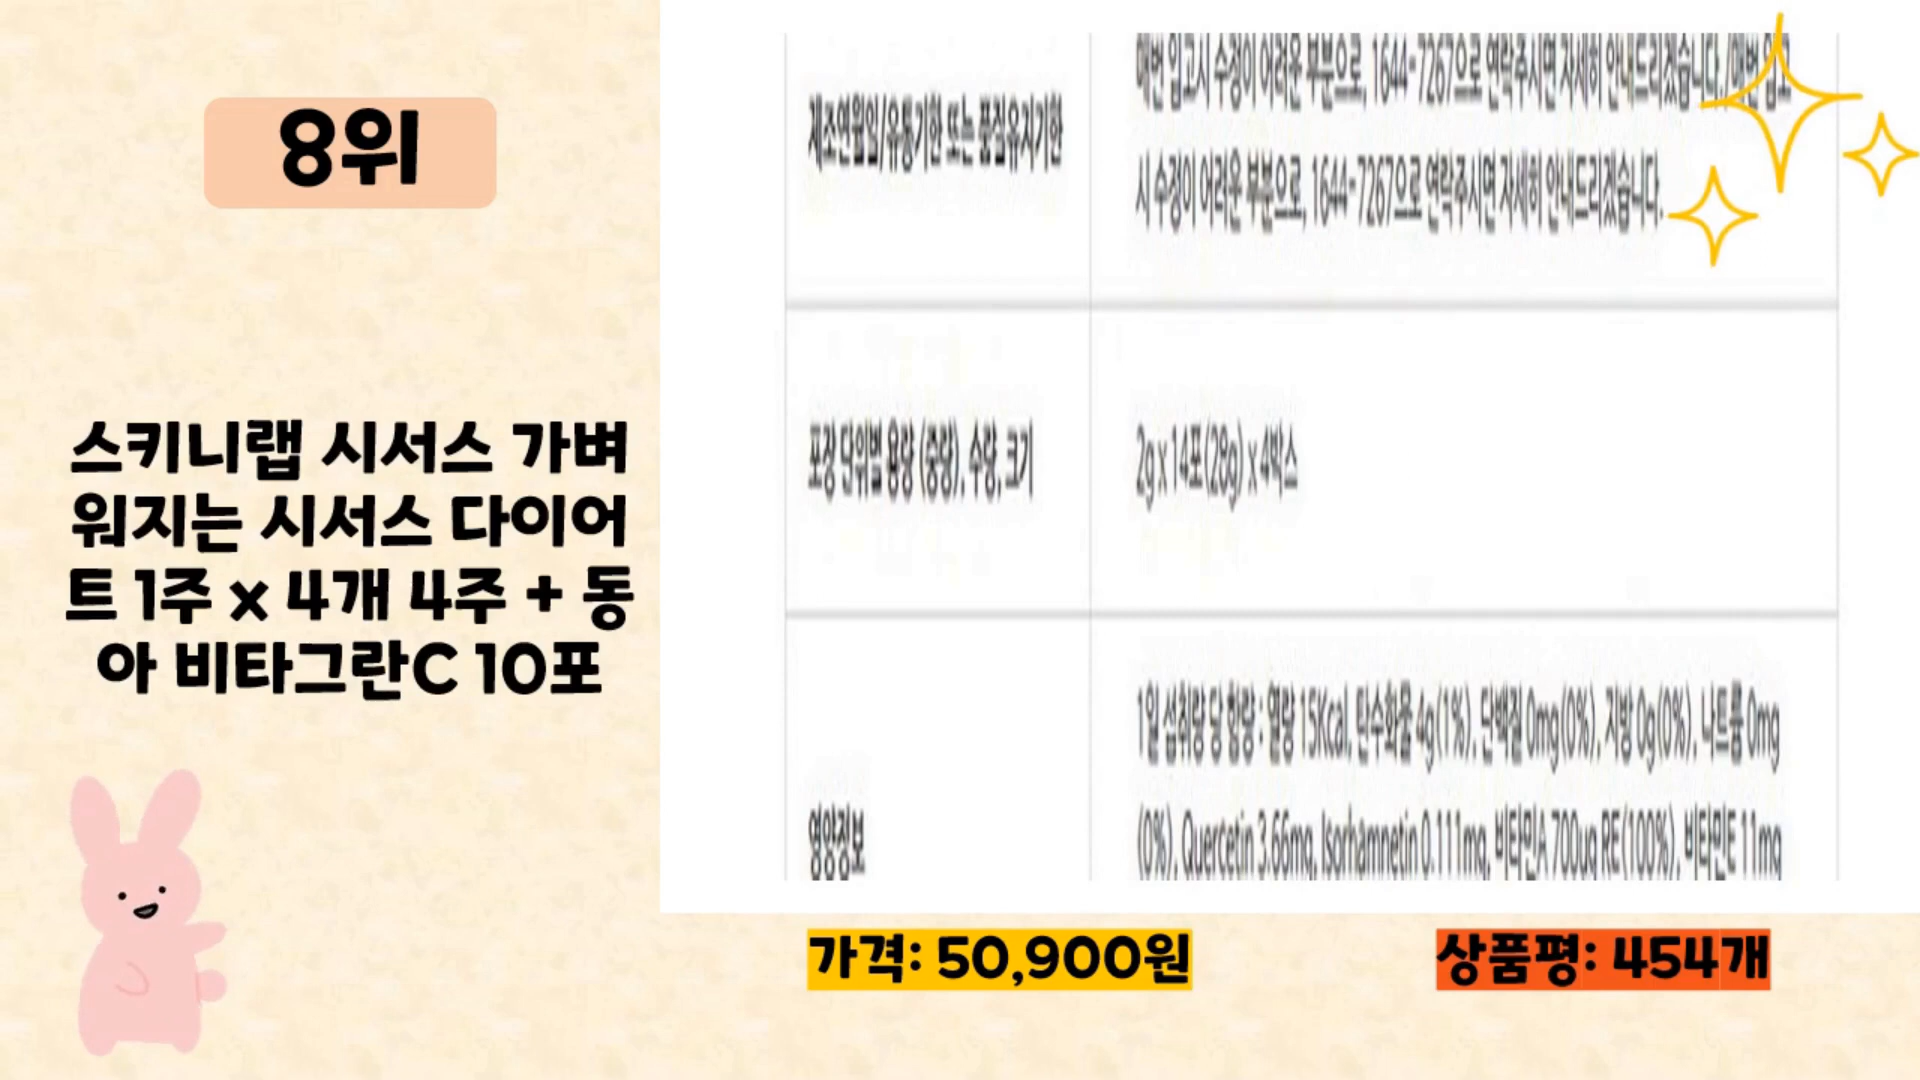 8위
스키니랩 시서스 가벼
워지는 시서스 다이어
트 1주 x 4개 4주 + 동
아 비타그란C 10포
제조연월일/유통기한 또는 품질유지기한
매번 입고시 수정이 어려운 부분으로, 1644-7267으로 연락주시면 자세히 안내드리겠습니다. /매번 입고
시 수정이 어려운 부분으로, 1644-7267으로 연락주시면 자세히 안내드리겠습니다.
포장 단위별 용량 (중량), 수량, 크기
2g x 14포(28g) x 4박스
영양정보
1일 섭취량 당 함량 : 열량 15Kcal, 탄수화물 4g(1%), 단백질 0mg(0%), 지방 0g(0%), 나트륨 0mg
(0%), Quercetin 3.66mg, Isorhamnetin 0.111mg, 비타민A 700ug RE(100%), 비타민E 11mg
가격: 50,900원
상품평: 454개